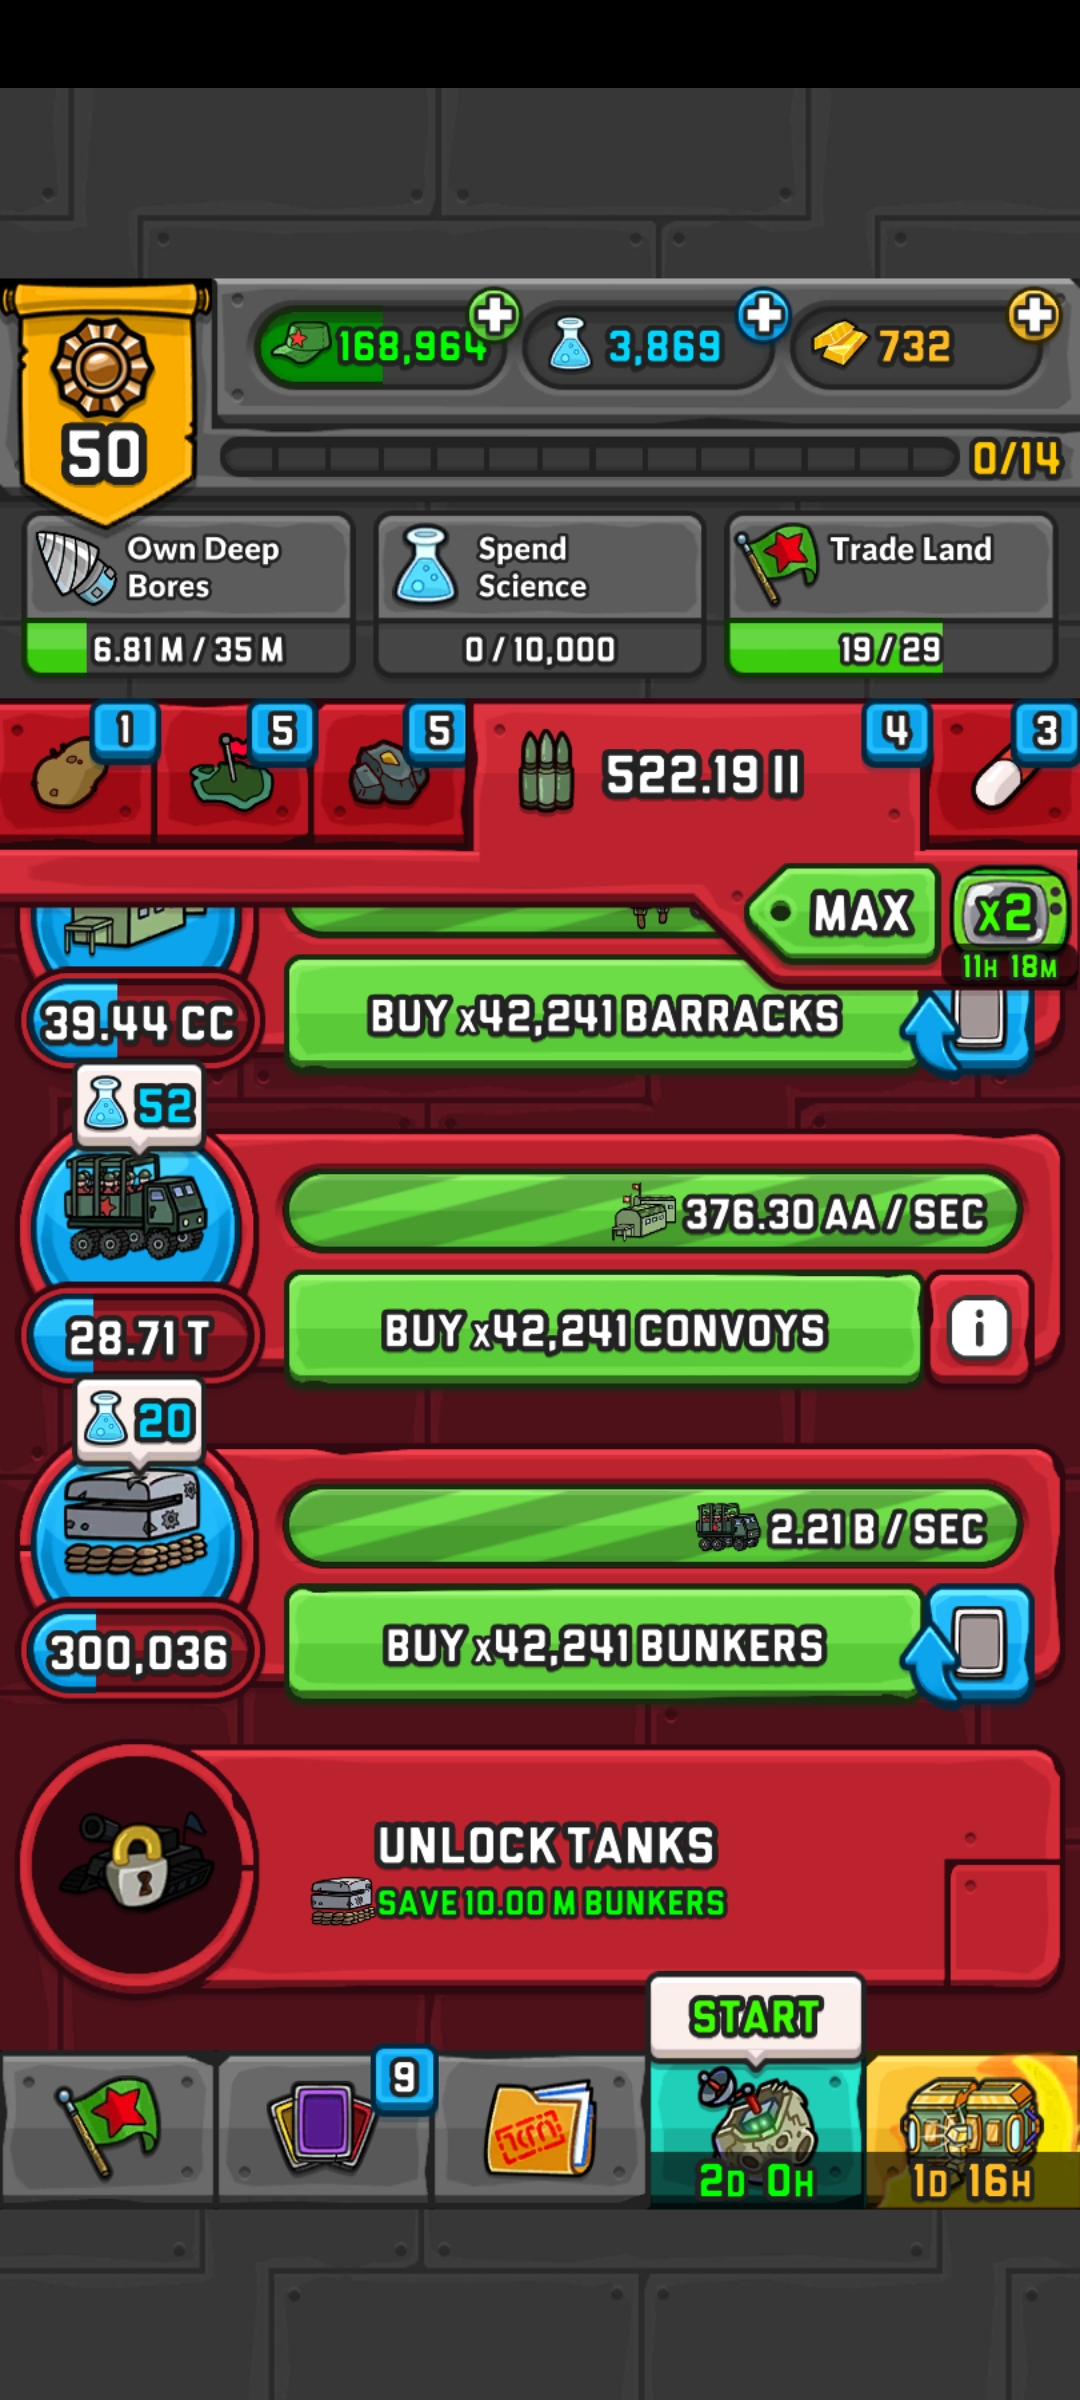 168,964
3,869
732
50
0/14
Own Deep
Bores
6.81 M / 35 M
Spend
Science
0 / 10,000
Trade Land
19 / 29
1
5
5
522.19 II
4
3
MAX
x2
11H 18M
39.44 CC
BUY x42,241 BARRACKS
52
376.30 AA / SEC
28.71 T
BUY x42,241 CONVOYS
i
20
2.21 B / SEC
300,036
BUY x42,241 BUNKERS
UNLOCK TANKS
SAVE 10.00 M BUNKERS
START
9
2D 0H
1D 16H